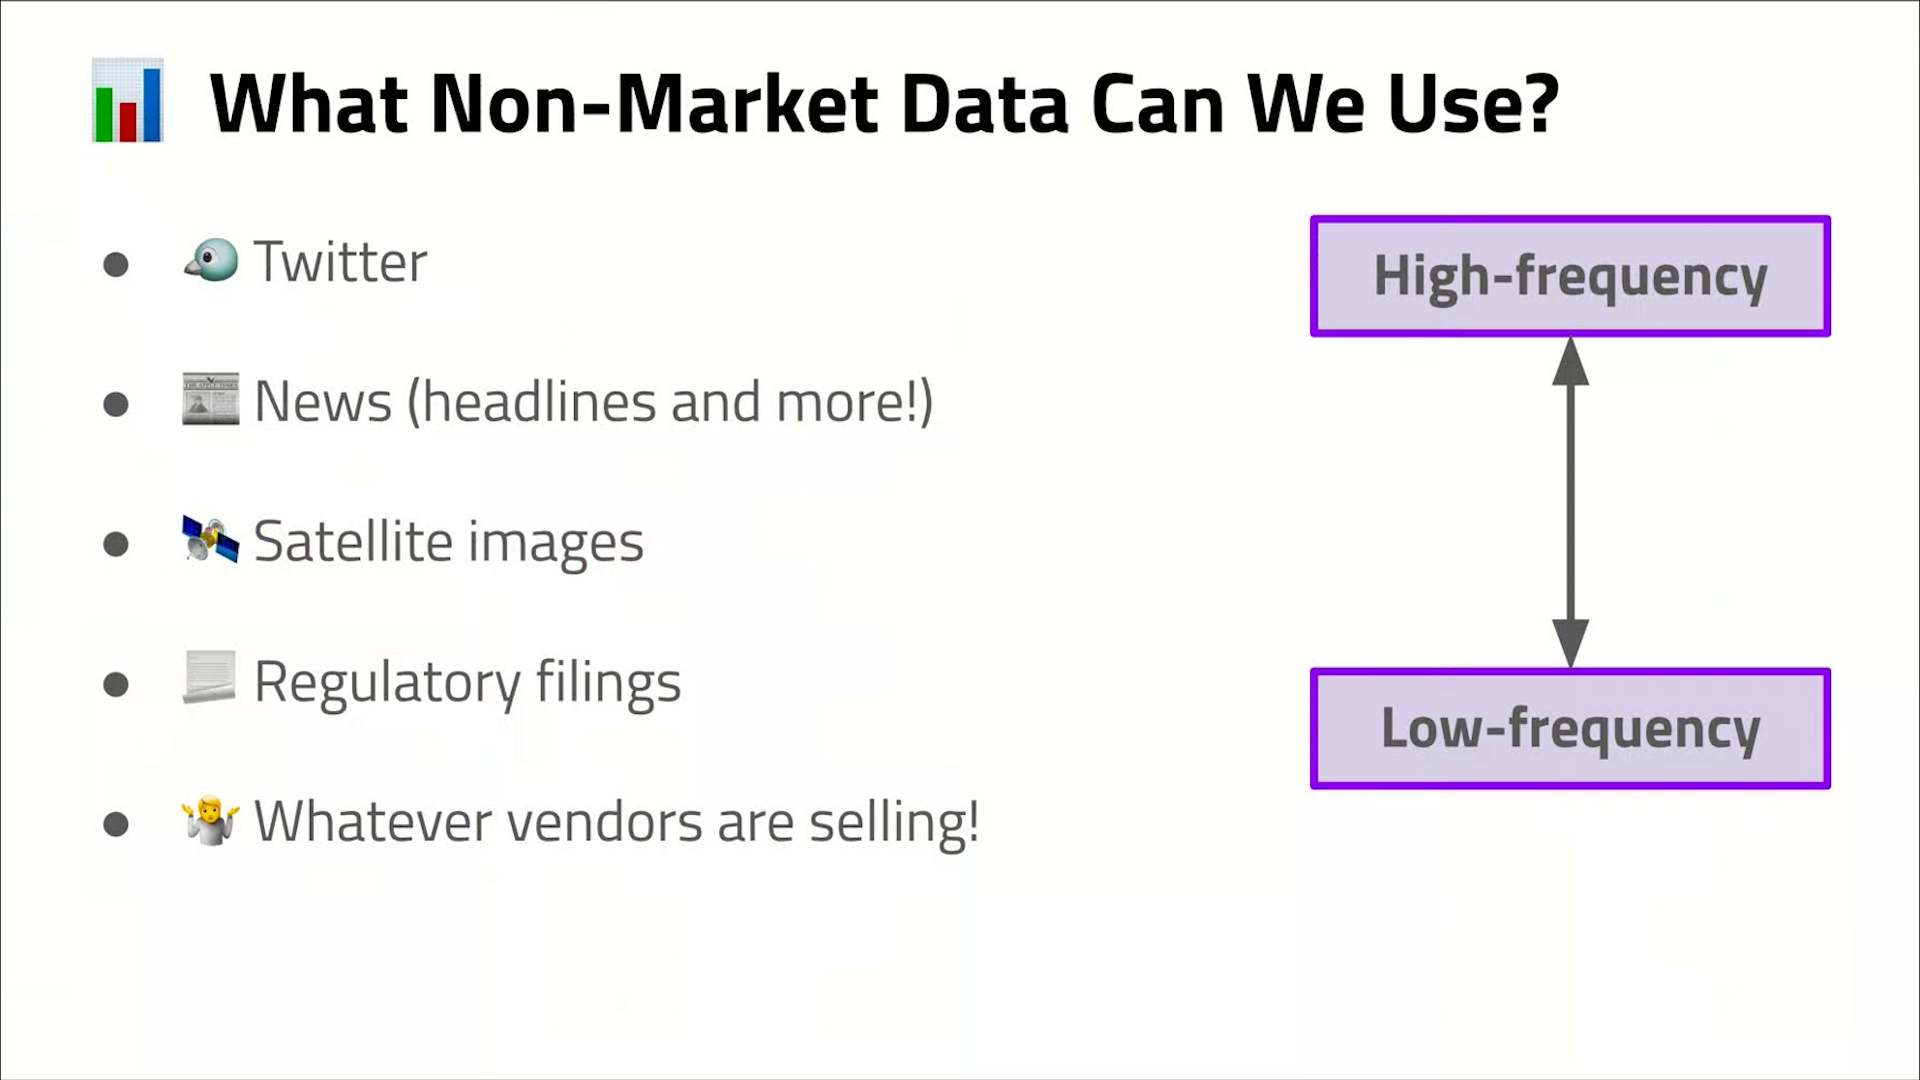 What Non-Market Data Can We Use?
Twitter
News (headlines and more!)
Satellite images
Regulatory filings
Whatever vendors are selling!
High-frequency
Low-frequency